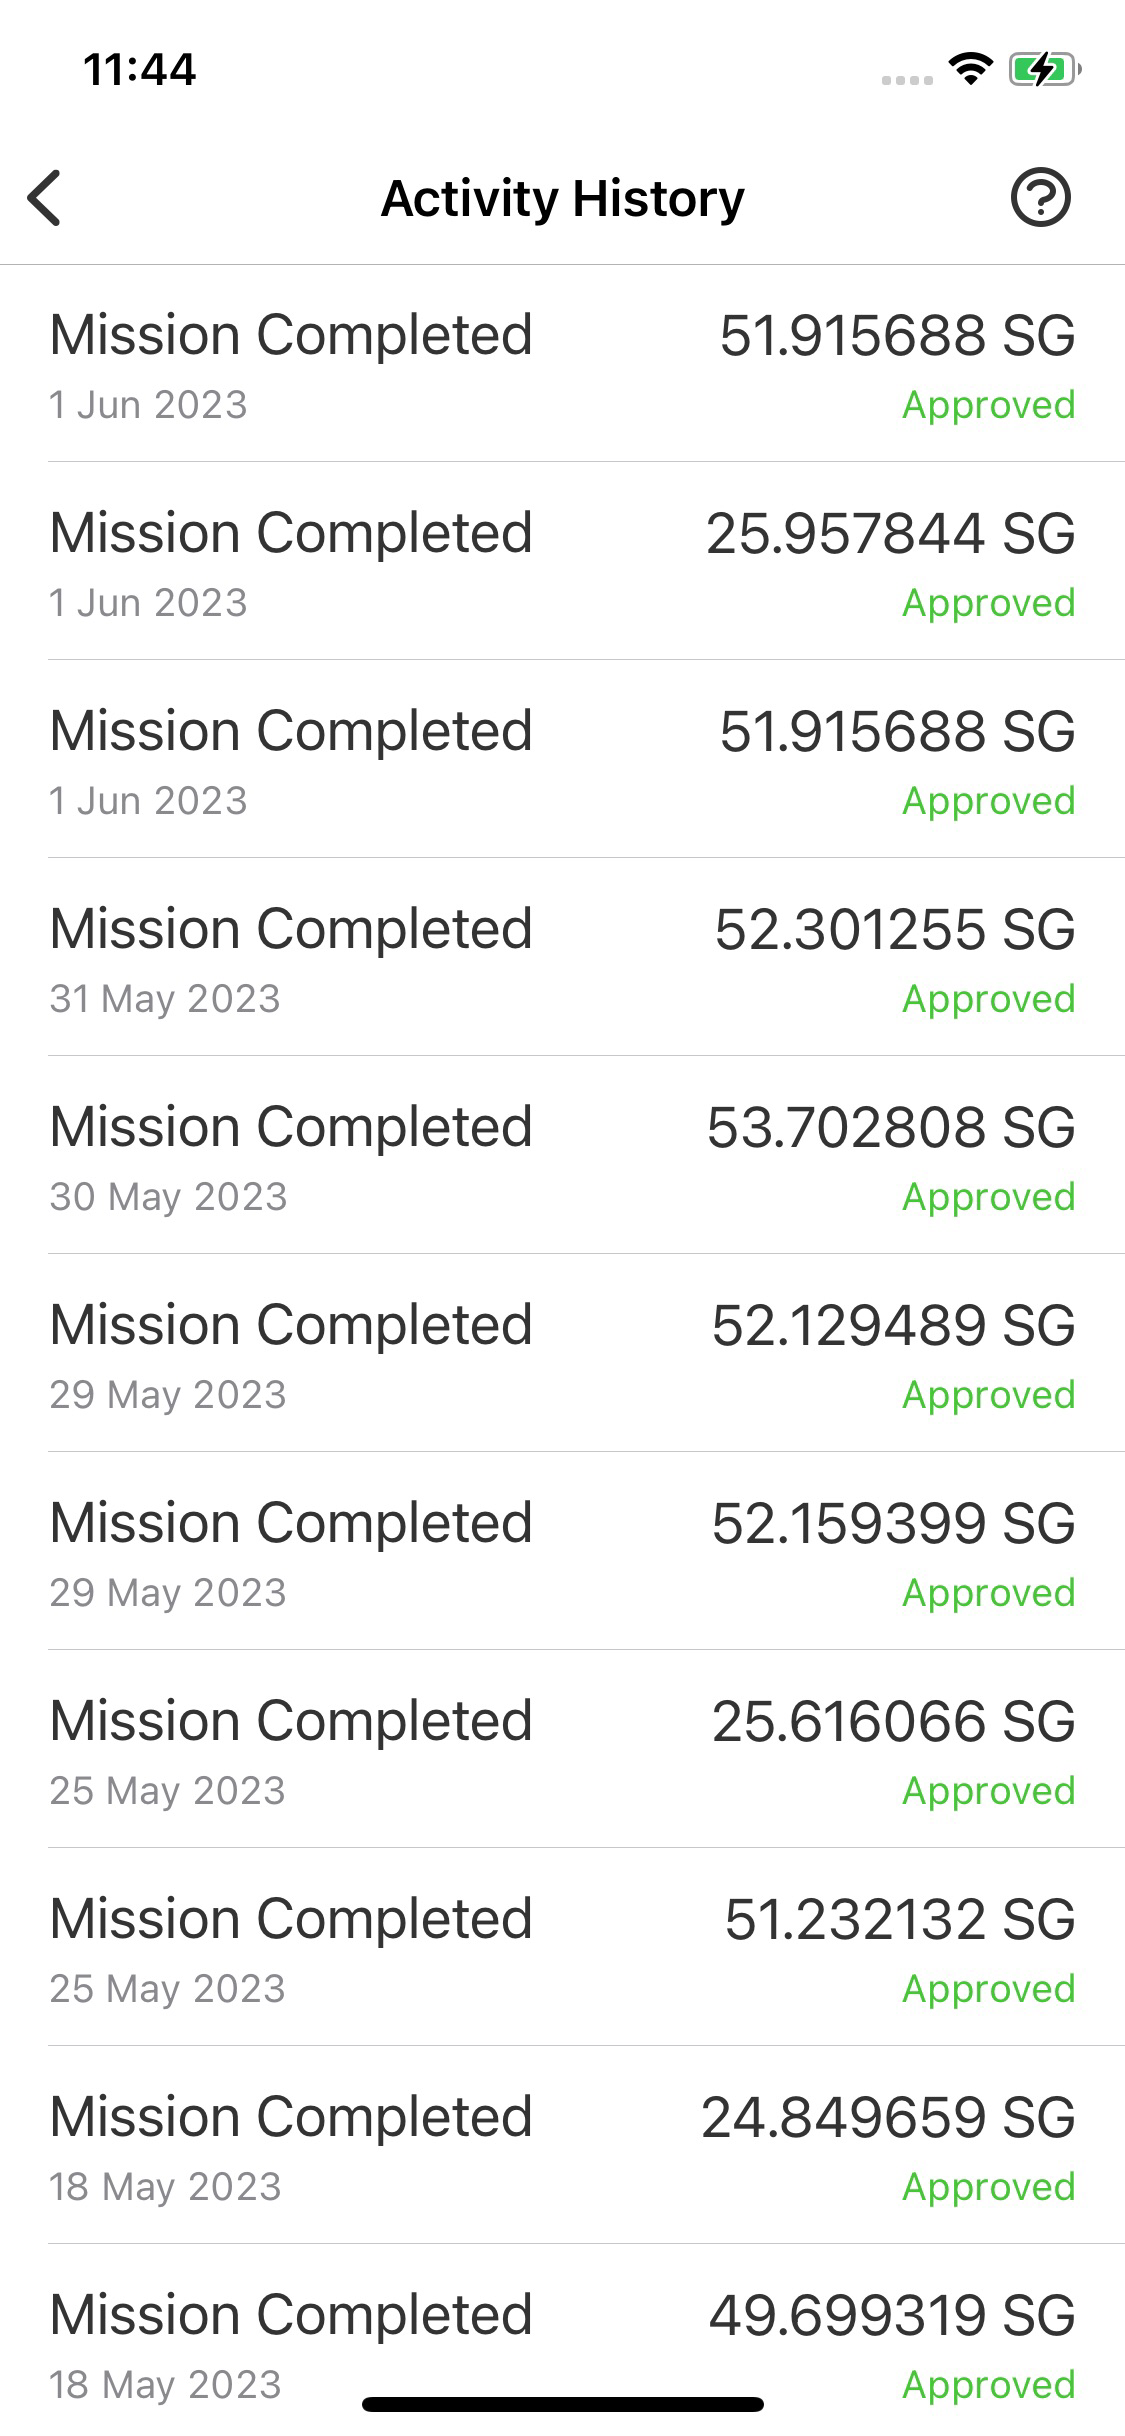 11:44
Activity History
Mission Completed 51.915688 SG
1 Jun 2023 Approved
Mission Completed 25.957844 SG
1 Jun 2023 Approved
Mission Completed 51.915688 SG
1 Jun 2023 Approved
Mission Completed 52.301255 SG
31 May 2023 Approved
Mission Completed 53.702808 SG
30 May 2023 Approved
Mission Completed 52.129489 SG
29 May 2023 Approved
Mission Completed 52.159399 SG
29 May 2023 Approved
Mission Completed 25.616066 SG
25 May 2023 Approved
Mission Completed 51.232132 SG
25 May 2023 Approved
Mission Completed 24.849659 SG
18 May 2023 Approved
Mission Completed 49.699319 SG
18 May 2023 Approved